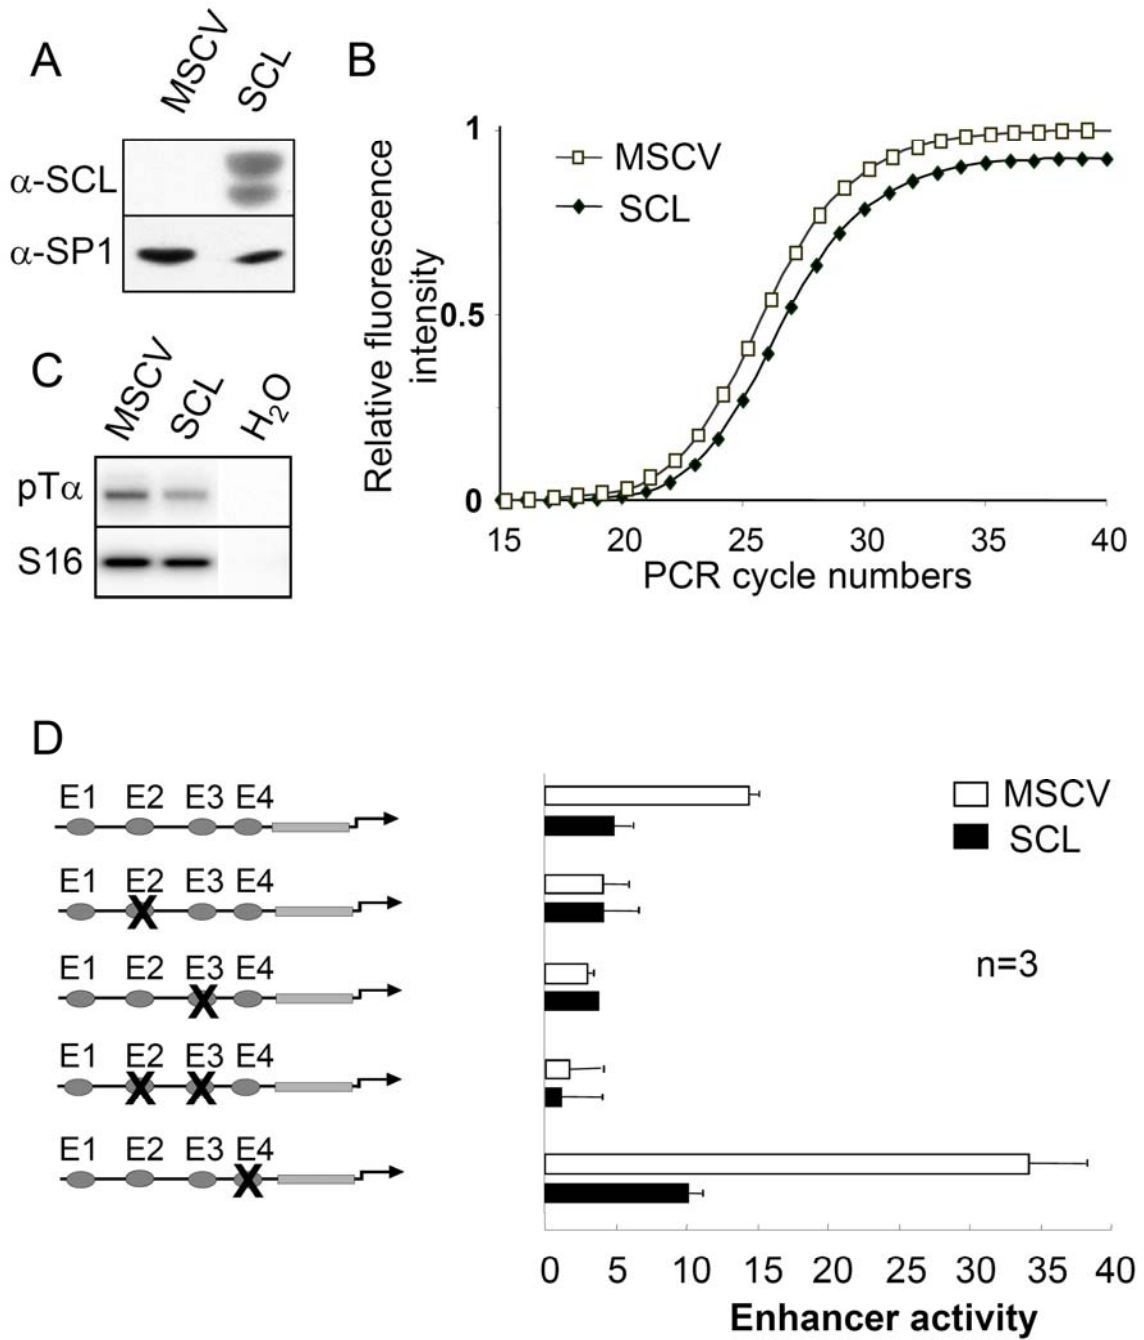 A
MSCV
SCL
α-SCL
α-SP1
B
Relative fluorescence
intensity
1
0.5
0
MSCV
SCL
15 20 25 30 35 40
PCR cycle numbers
C
MSCV
SCL
H2O
pTα
S16
D
E1 E2 E3 E4
E1 E2 E3 E4
X
E1 E2 E3 E4
X
E1 E2 E3 E4
X X
E1 E2 E3 E4
X
MSCV
SCL
n=3
0 5 10 15 20 25 30 35 40
Enhancer activity